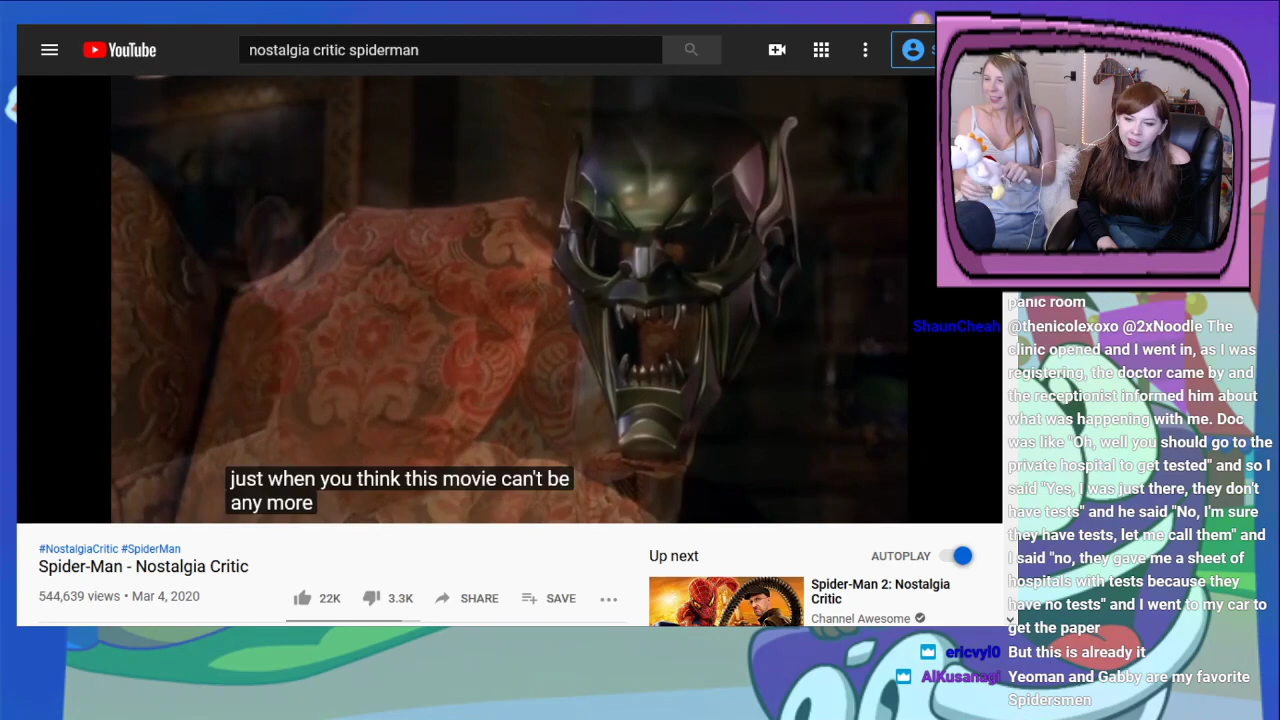 YouTube
nostalgia critic spiderman
just when you think this movie can't be
any more
#NostalgiaCritic #SpiderMan
Spider-Man - Nostalgia Critic
544,639 views • Mar 4, 2020
22K
3.3K
SHARE
SAVE
Up next
AUTOPLAY
Spider-Man 2: Nostalgia
Critic
Channel Awesome
panic room
ShaunCheah
@thenicolexoxo @2xNoodle The
clinic opened and I went in, as I was
registering, the doctor came by and
the receptionist informed him about
what was happening with me. Doc
was like "Oh, well you should go to the
private hospital to get tested" and so I
said "Yes, I was just there, they don't
have tests" and he said "No, I'm sure
they have tests, let me call them" and
I said "no, they gave me a sheet of
hospitals with tests because they
have no tests" and I went to my car to
get the paper
ericvyl0 But this is already it
AlKusanagi Yeoman and Gabby are my favorite
Spidersmen